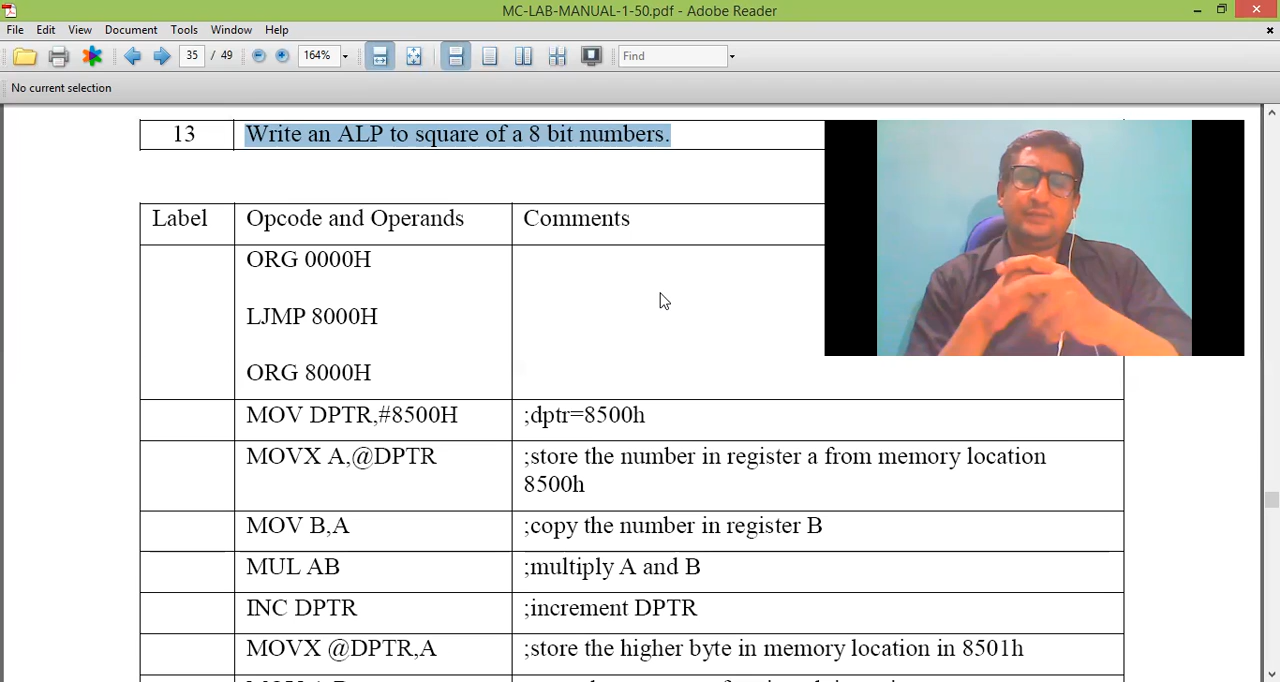 MC-LAB-MANUAL-1-50.pdf - Adobe Reader
File Edit View Document Tools Window Help
35 / 49 164% Find
No current selection
13 Write an ALP to square of a 8 bit numbers.
Label Opcode and Operands Comments
ORG 0000H
LJMP 8000H
ORG 8000H
MOV DPTR,#8500H ;dptr=8500h
MOVX A,@DPTR ;store the number in register a from memory location
8500h
MOV B,A ;copy the number in register B
MUL AB ;multiply A and B
INC DPTR ;increment DPTR
MOVX @DPTR,A ;store the higher byte in memory location in 8501h